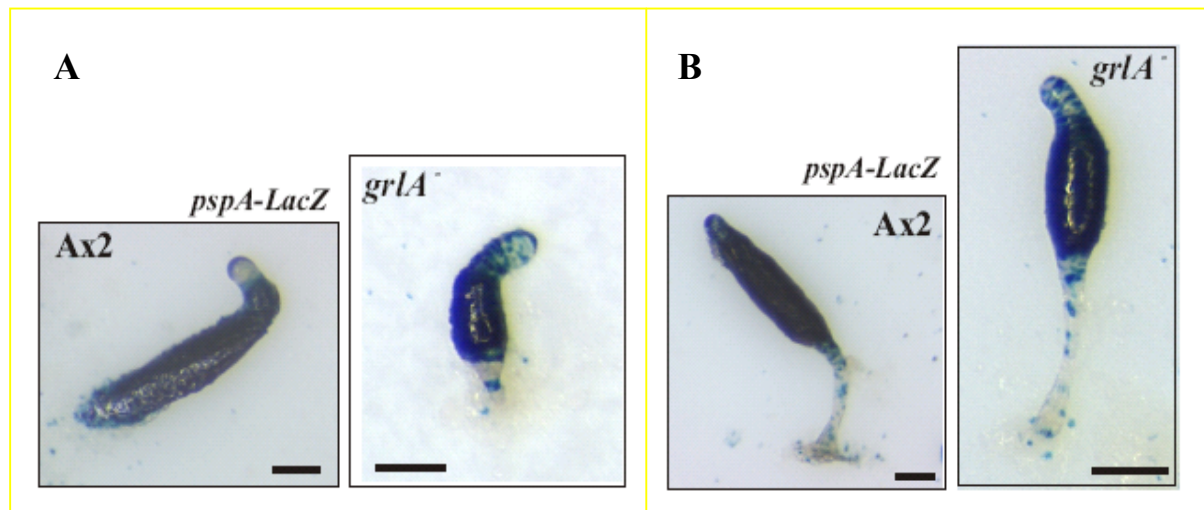 A
pspA-LacZ
Ax2
grlA-
B
pspA-LacZ
Ax2
grlA-